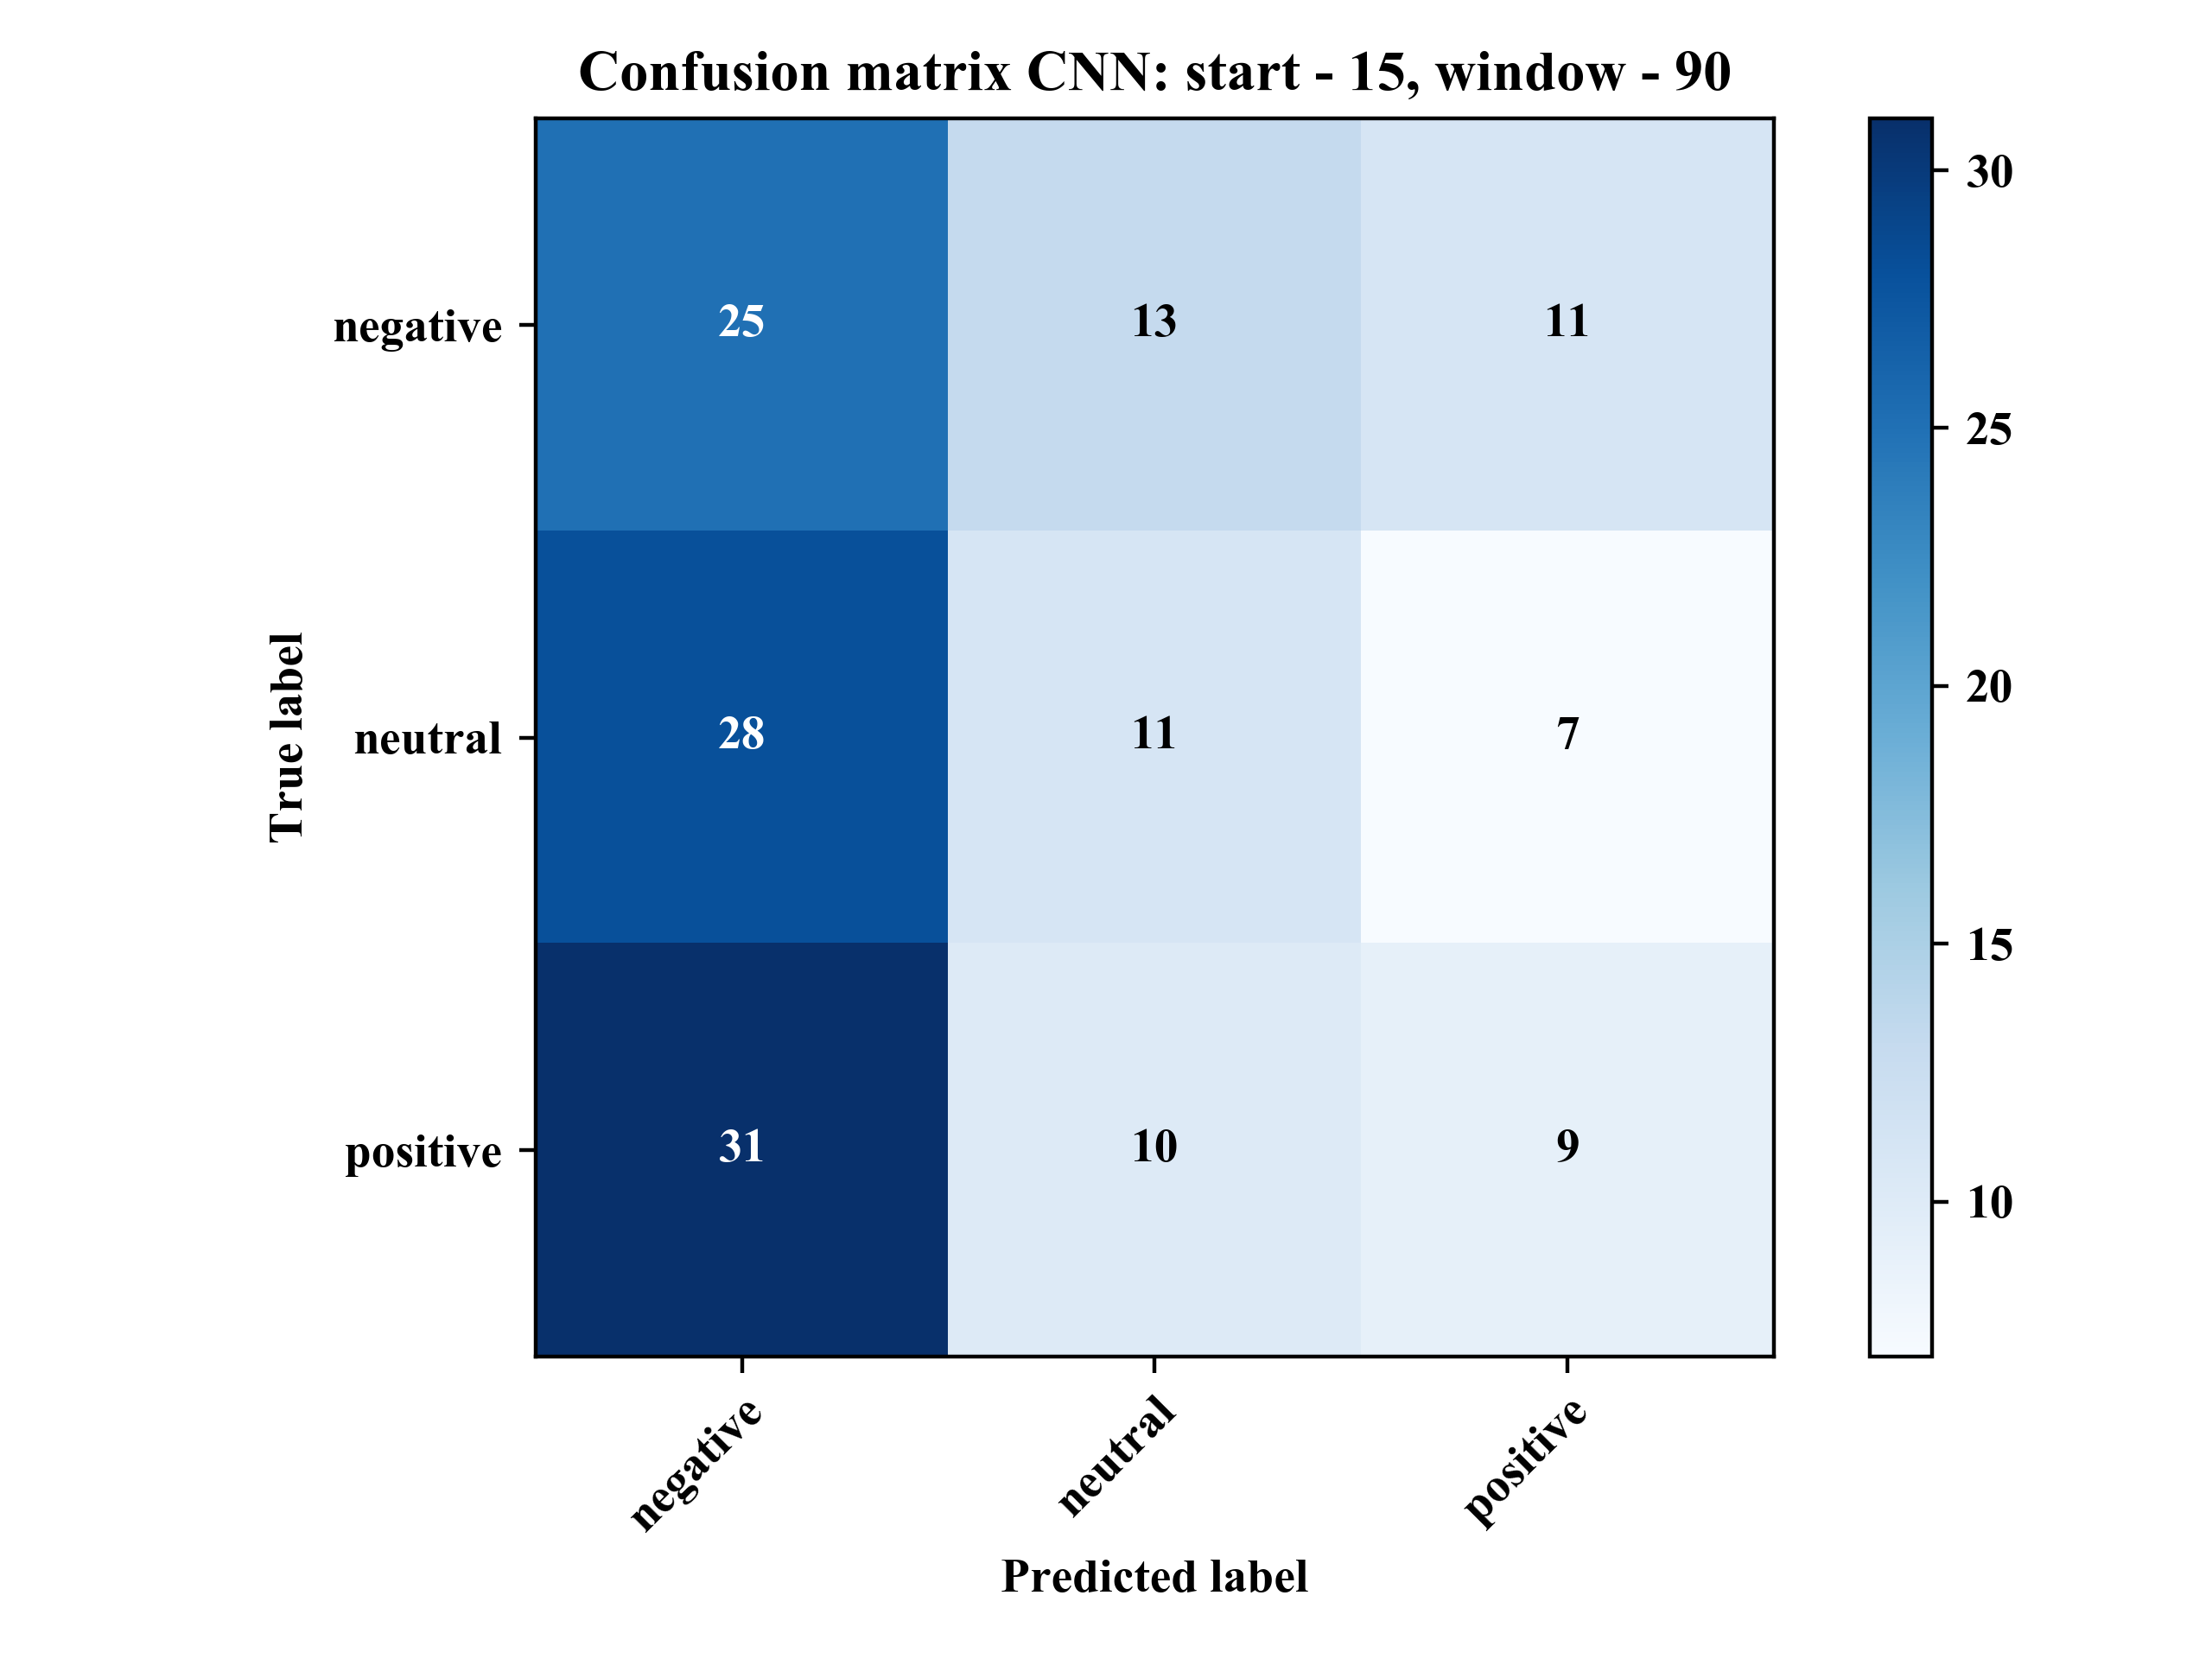 Confusion matrix CNN: start - 15, window - 90
True label
negative
25
13
11
neutral
28
11
7
positive
31
10
9
negative
neutral
positive
Predicted label
30
25
20
15
10